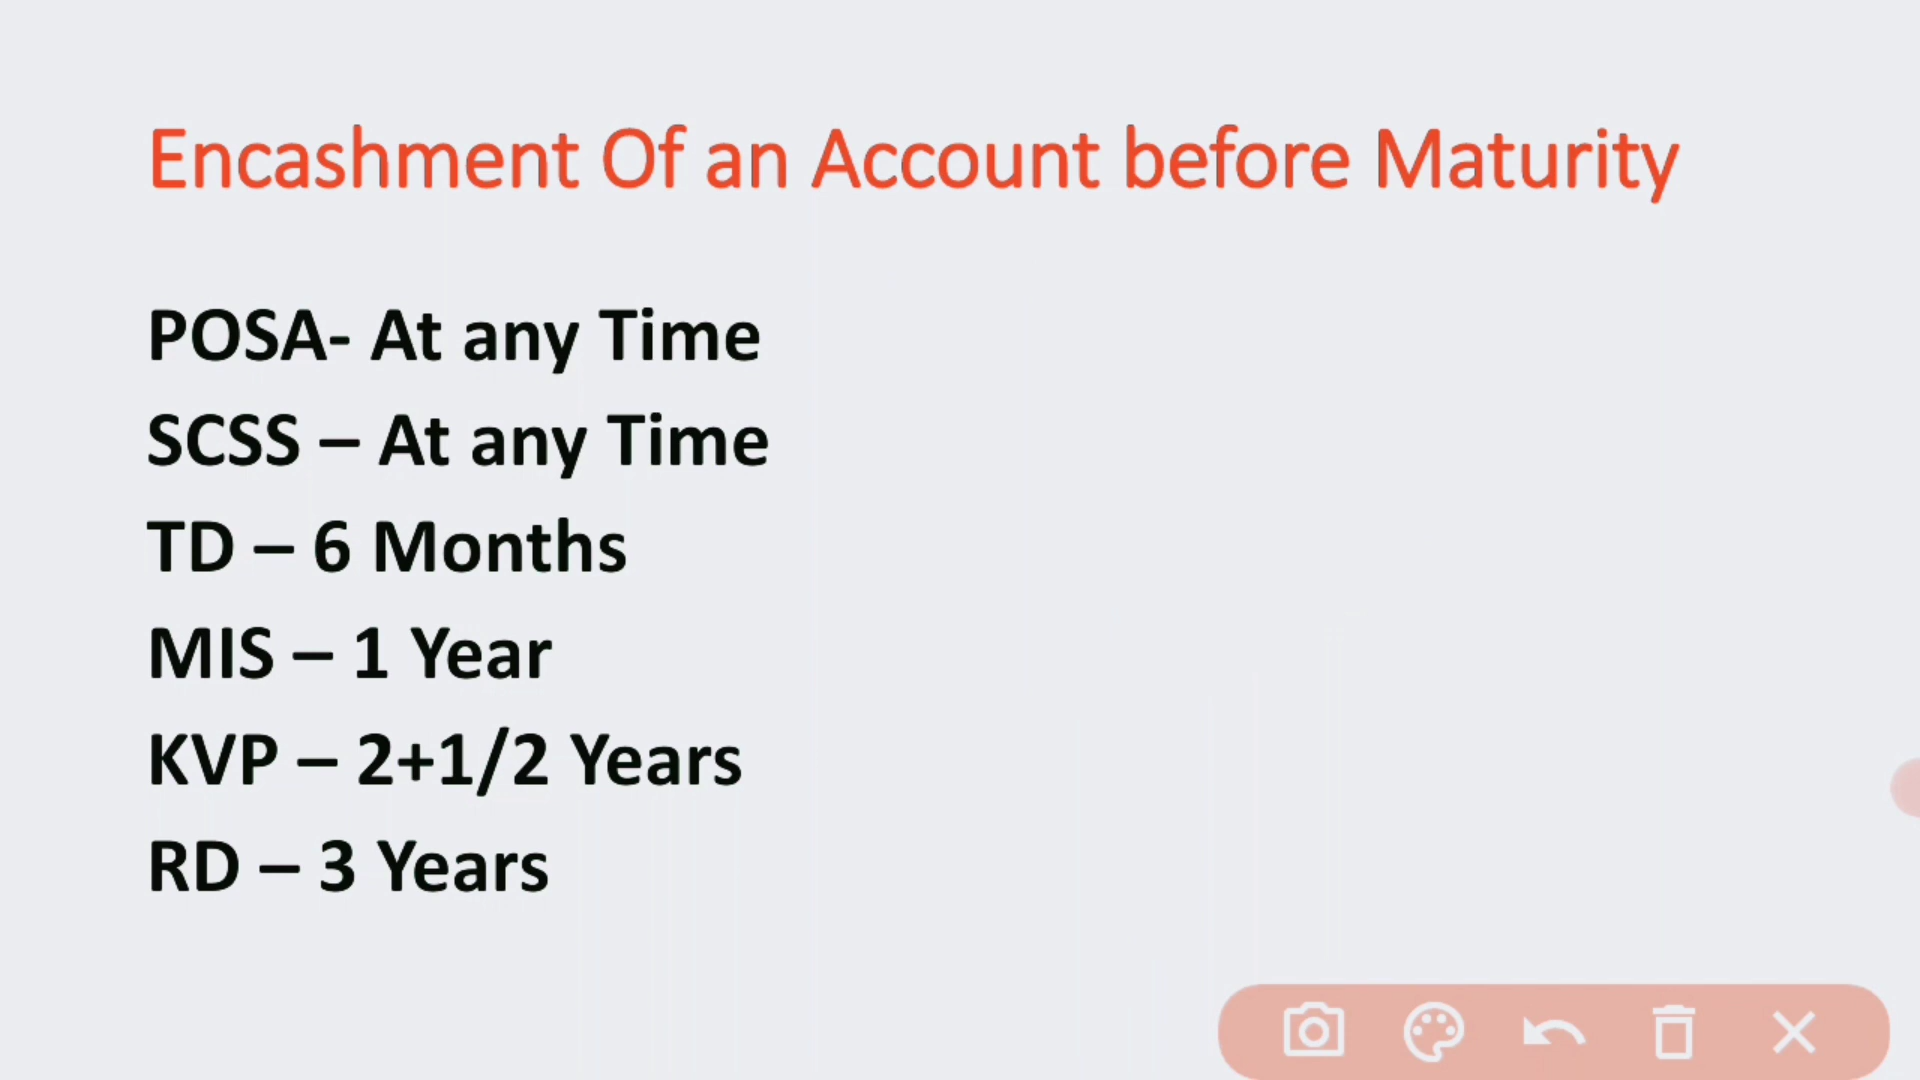 Encashment Of an Account before Maturity
POSA- At any Time
SCSS – At any Time
TD – 6 Months
MIS – 1 Year
KVP – 2+1/2 Years
RD – 3 Years